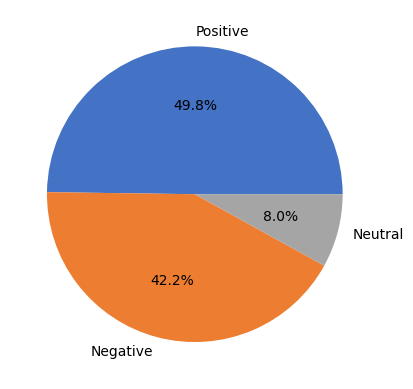 Positive
49.8%
8.0%
Neutral
42.2%
Negative